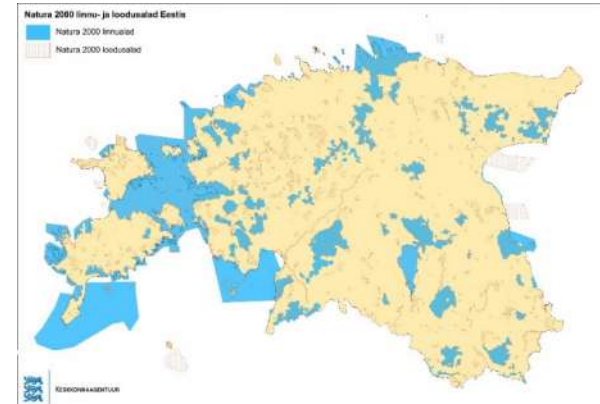 Natura 2000 linnu- ja loodusalad Eestis
Natura 2000 linnualad
Natura 2000 loodusalad
KESKKONNAAGENTUUR